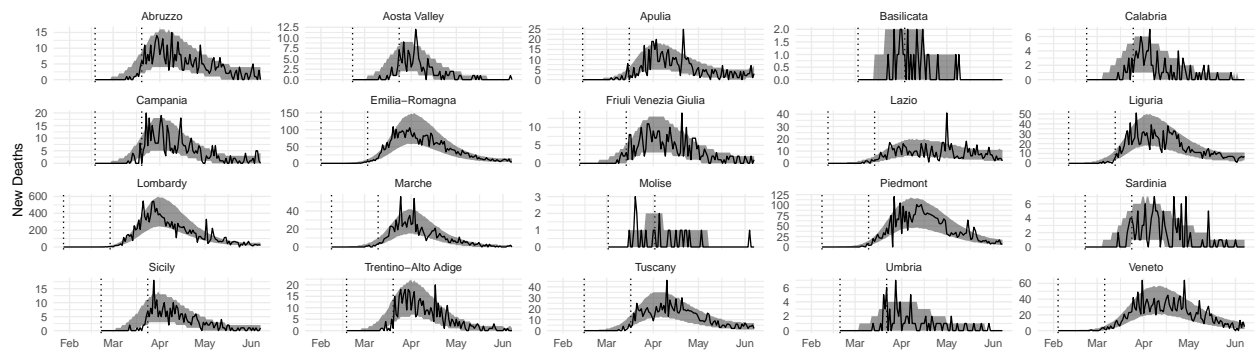 Abruzzo Aosta Valley Apulia Basilicata Calabria
15 10 5 0
12.5 10.0 7.5 5.0 2.5 0.0
25 20 15 10 5 0
2.0 1.5 1.0 0.5 0.0
6 4 2 0
Campania Emilia−Romagna Friuli Venezia Giulia Lazio Liguria
20 15 10 5 0
150 100 50 0
10 5 0
40 30 20 10 0
50 40 30 20 10 0
New Deaths
Lombardy Marche Molise Piedmont Sardinia
600 400 200 0
40 20 0
3 2 1 0
125 100 75 50 25 0
6 4 2 0
Sicily Trentino−Alto Adige Tuscany Umbria Veneto
15 10 5 0
20 15 10 5 0
40 30 20 10 0
6 4 2 0
60 40 20 0
Feb Mar Apr May Jun Feb Mar Apr May Jun Feb Mar Apr May Jun Feb Mar Apr May Jun Feb Mar Apr May Jun